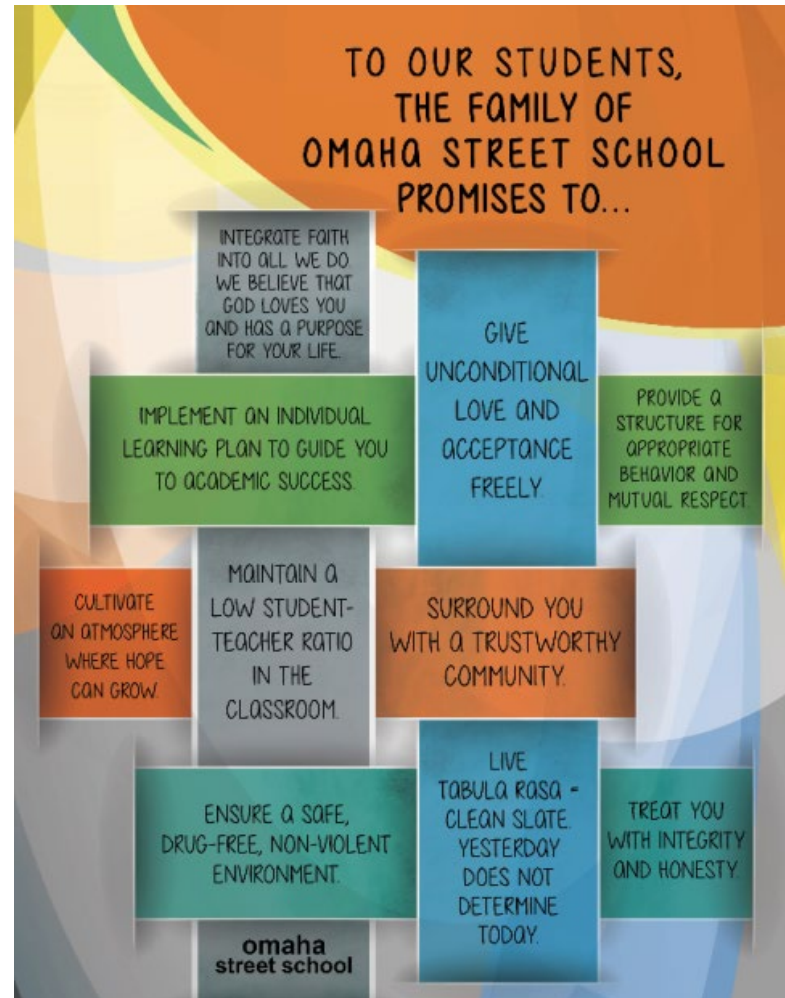 TO OUR STUDENTS,
THE FAMILY OF
OMAHA STREET SCHOOL
PROMISES TO...
INTEGRATE FAITH
INTO ALL WE DO.
WE BELIEVE THAT
GOD LOVES YOU
AND HAS A PURPOSE
FOR YOUR LIFE.
GIVE
UNCONDITIONAL
LOVE AND
ACCEPTANCE
FREELY.
IMPLEMENT AN INDIVIDUAL
LEARNING PLAN TO GUIDE YOU
TO ACADEMIC SUCCESS.
PROVIDE A
STRUCTURE FOR
APPROPRIATE
BEHAVIOR AND
MUTUAL RESPECT.
CULTIVATE
AN ATMOSPHERE
WHERE HOPE
CAN GROW.
MAINTAIN A
LOW STUDENT-
TEACHER RATIO
IN THE
CLASSROOM.
SURROUND YOU
WITH A TRUSTWORTHY
COMMUNITY.
ENSURE A SAFE,
DRUG-FREE, NON-VIOLENT
ENVIRONMENT.
LIVE
TABULA RASA -
CLEAN SLATE.
YESTERDAY
DOES NOT
DETERMINE
TODAY.
TREAT YOU
WITH INTEGRITY
AND HONESTY.
omaha
street school